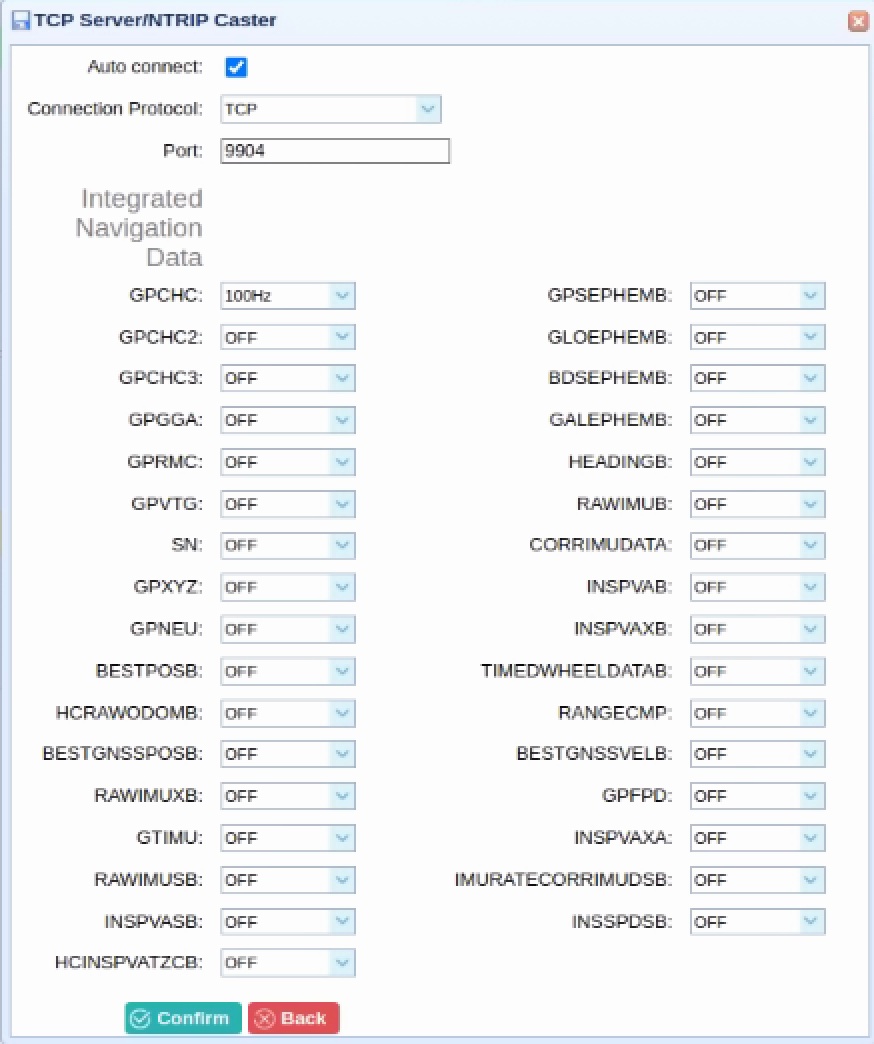 TCP Server/NTRIP Caster
Auto connect:
Connection Protocol: TCP
Port: 9904
Integrated
Navigation
Data
GPCHC: 100Hz GPSEPHEMB: OFF
GPCHC2: OFF GLOEPHEMB: OFF
GPCHC3: OFF BDSEPHEMB: OFF
GPGGA: OFF GALEPHEMB: OFF
GPRMC: OFF HEADINGB: OFF
GPVTG: OFF RAWIMUB: OFF
SN: OFF CORRIMUDATA: OFF
GPXYZ: OFF INSPVAB: OFF
GPNEU: OFF INSPVAXB: OFF
BESTPOSB: OFF TIMEDWHEELDATAB: OFF
HCRAWODOMB: OFF RANGECMP: OFF
BESTGNSSPOSB: OFF BESTGNSSVELB: OFF
RAWIMUXB: OFF GPFPD: OFF
GTIMU: OFF INSPVAXA: OFF
RAWIMUSB: OFF IMURATECORRIMUDSB: OFF
INSPVASB: OFF INSSPDSB: OFF
HCINSPVATZCB: OFF
Confirm Back